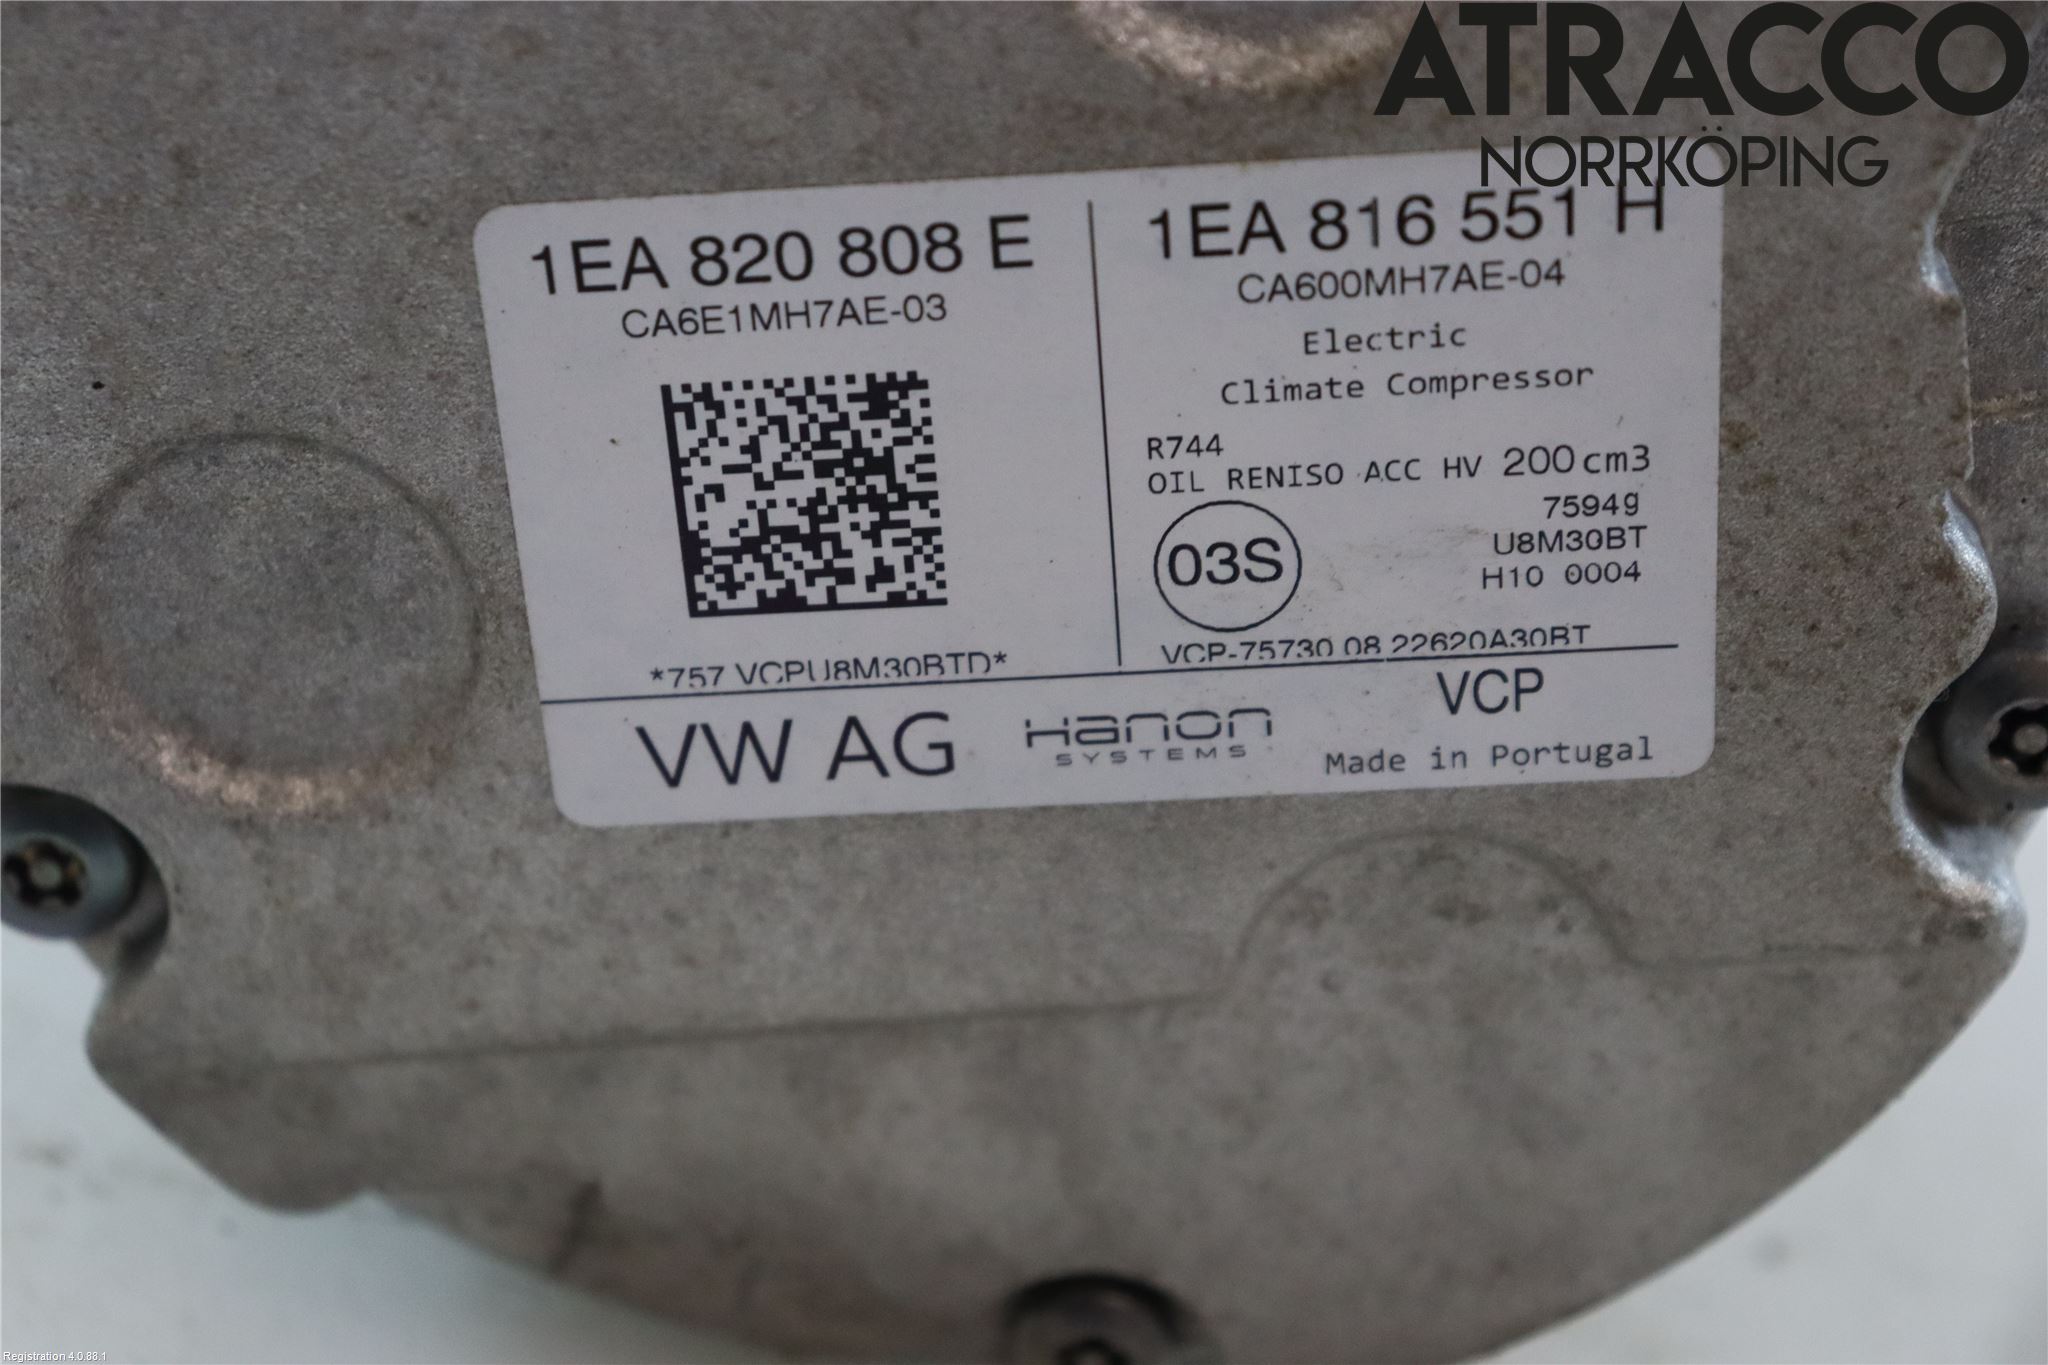 ATRACCO
NORRKÖPING
1EA 820 808 E
CA6E1MH7AE-03
*757 VCPU8M30BTD*
1EA 816 551 H
CA600MH7AE-04
Electric
Climate Compressor
R744
OIL RENISO ACC HV 200cm3
7594g
U8M30BT
H10 0004
03S
VCP-75730 08.22620A30BT
VW AG
Hanon
SYSTEMS
VCP
Made in Portugal
Registration 4.0.88.1